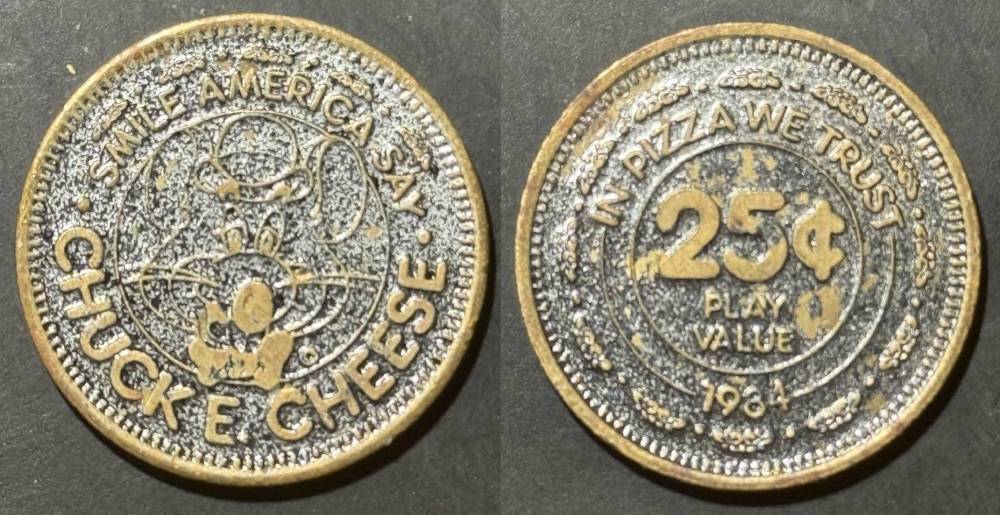 SMILE AMERICA SAY
CHUCK E. CHEESE
IN PIZZA WE TRUST
25¢
PLAY
VALUE
1984